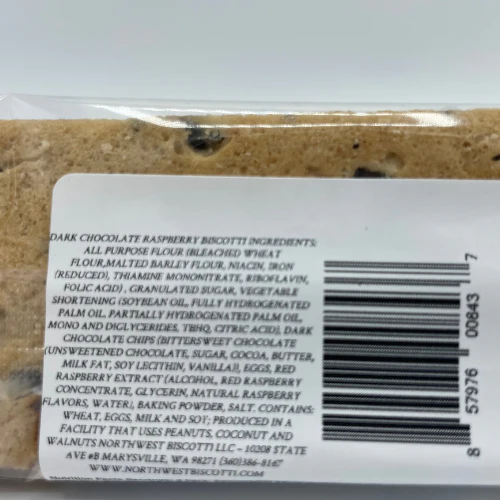 DARK CHOCOLATE RASPBERRY BISCOTTI INGREDIENTS:
ALL PURPOSE FLOUR (BLEACHED WHEAT
FLOUR,MALTED BARLEY FLOUR, NIACIN, IRON
(REDUCED), THIAMINE MONONITRATE, RIBOFLAVIN,
FOLIC ACID) , GRANULATED SUGAR, VEGETABLE
SHORTENING (SOYBEAN OIL, FULLY HYDROGENATED
PALM OIL, PARTIALLY HYDROGENATED PALM OIL,
MONO AND DIGLYCERIDES, TBHQ, CITRIC ACID), DARK
CHOCOLATE CHIPS (BITTERSWEET CHOCOLATE
(UNSWEETENED CHOCOLATE, SUGAR, COCOA, BUTTER,
MILK FAT, SOY LECITHIN, VANILLA)), EGGS, RED
RASPBERRY EXTRACT (ALCOHOL, RED RASPBERRY
CONCENTRATE, GLYCERIN, NATURAL RASPBERRY
FLAVORS, WATER), BAKING POWDER, SALT. CONTAINS:
WHEAT, EGGS, MILK AND SOY; PRODUCED IN A
FACILITY THAT USES PEANUTS, COCONUT AND
WALNUTS NORTHWEST BISCOTTI LLC – 10208 STATE
AVE #B MARYSVILLE, WA 98271 (360)386-8167
WWW.NORTHWESTBISCOTTI.COM
8 57976 00843 7